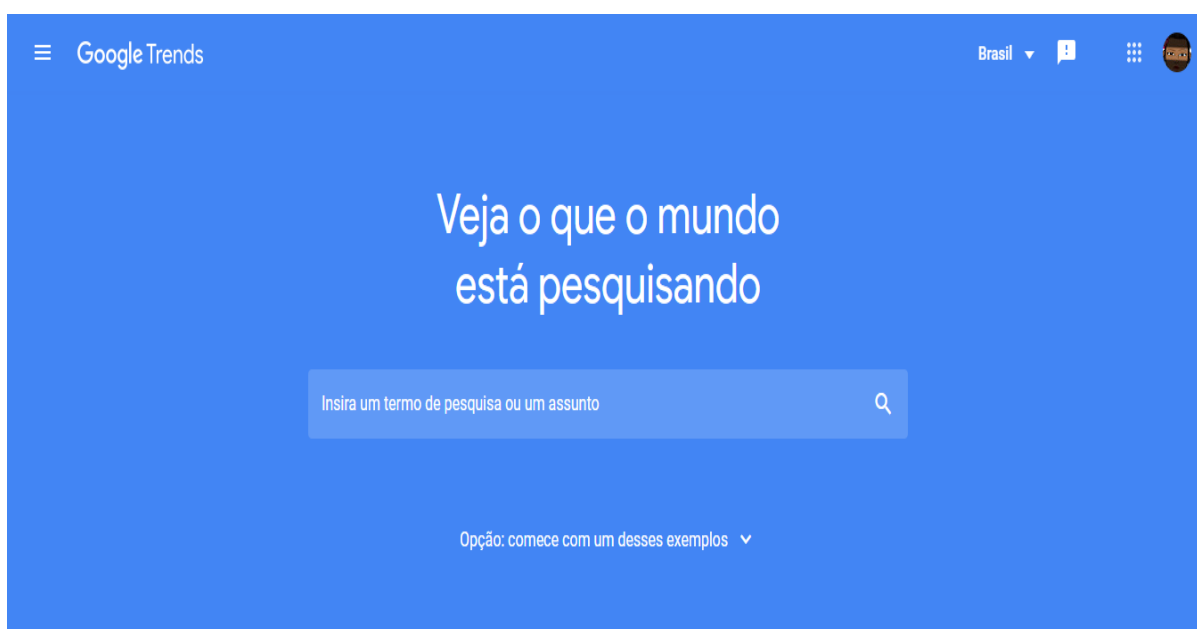 Google Trends
Brasil
Veja o que o mundo
está pesquisando
Insira um termo de pesquisa ou um assunto
Opção: comece com um desses exemplos